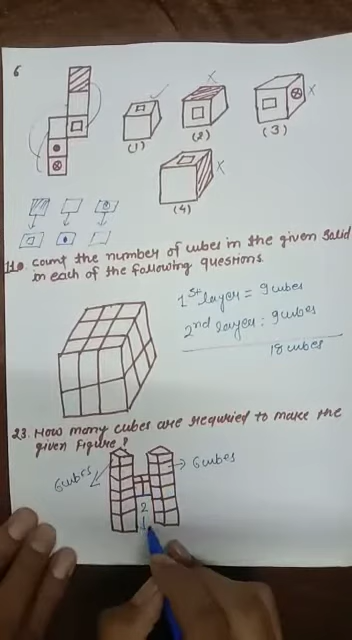 6
(1)
x
(2)
x
(3)
x
(4)
11. count the number of cubes in the given Solid
in each of the following questions.
1st layer = 9 cubes
2nd layer: 9 cubes
18 cubes
23. How many cubes are requried to make the
given figure?
6 cubes
6 cubes
2